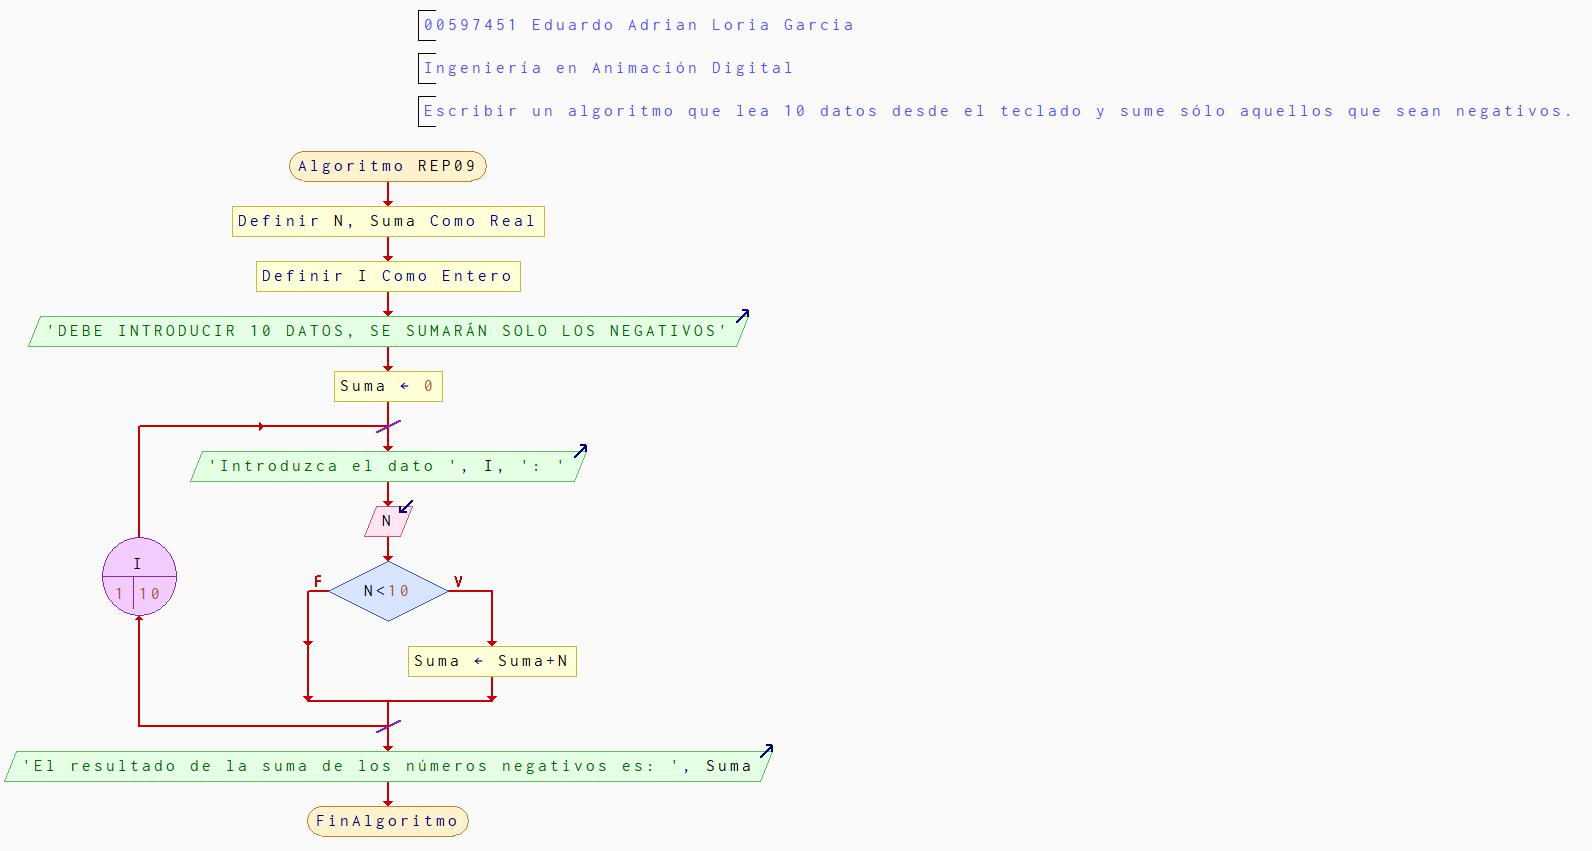 00597451 Eduardo Adrian Loria Garcia
Ingeniería en Animación Digital
Escribir un algoritmo que lea 10 datos desde el teclado y sume sólo aquellos que sean negativos.
Algoritmo REP09
Definir N, Suma Como Real
Definir I Como Entero
'DEBE INTRODUCIR 10 DATOS, SE SUMARÁN SOLO LOS NEGATIVOS'
Suma ← 0
'Introduzca el dato ', I, ': '
N
I
1 10
F
N<10
V
Suma ← Suma+N
'El resultado de la suma de los números negativos es: ', Suma
FinAlgoritmo